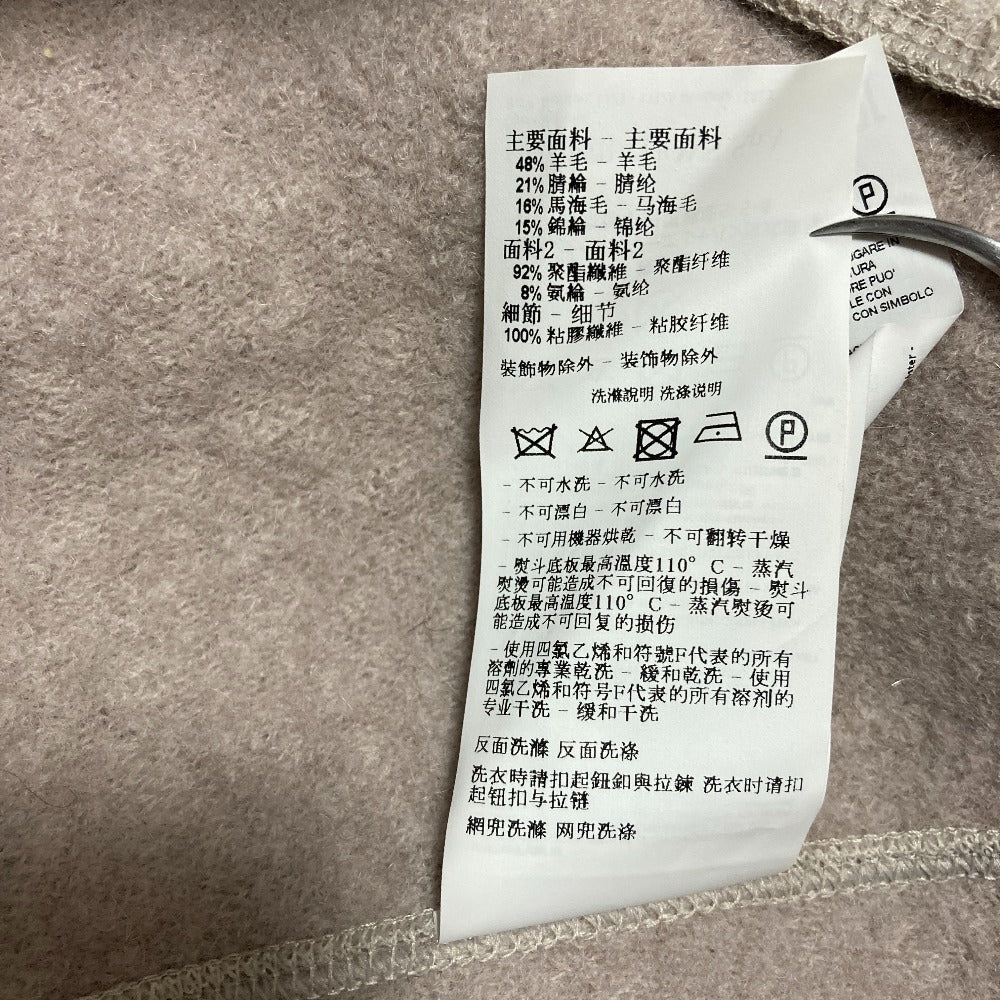 主要面料 - 主要面料
48% 羊毛 - 羊毛
21% 腈綸 - 腈纶
16% 馬海毛 - 马海毛
15% 錦綸 - 锦纶
面料2 - 面料2
92% 聚酯纖維 - 聚酯纤维
8% 氨綸 - 氨纶
細節 - 细节
100% 粘膠纖維 - 粘胶纤维
裝飾物除外 - 装饰物除外
洗滌說明 洗涤说明
P
- 不可水洗 - 不可水洗
- 不可漂白 - 不可漂白
- 不可用機器烘乾 - 不可翻转干燥
- 熨斗底板最高溫度110° C - 蒸汽
熨燙可能造成不可回復的損傷 - 熨斗
底板最高温度110° C - 蒸汽熨烫可
能造成不可回复的损伤
- 使用四氯乙烯和符號F代表的所有
溶劑的專業乾洗 - 緩和乾洗 - 使用
四氯乙烯和符号F代表的所有溶剂的
专业干洗 - 缓和干洗
反面洗滌 反面洗涤
洗衣時請扣起鈕釦與拉鍊 洗衣时请扣
起钮扣与拉链
網兜洗滌 网兜洗涤
P
UGARE IN
TURA
RE PUO'
LE CON
CON SIMBOLO